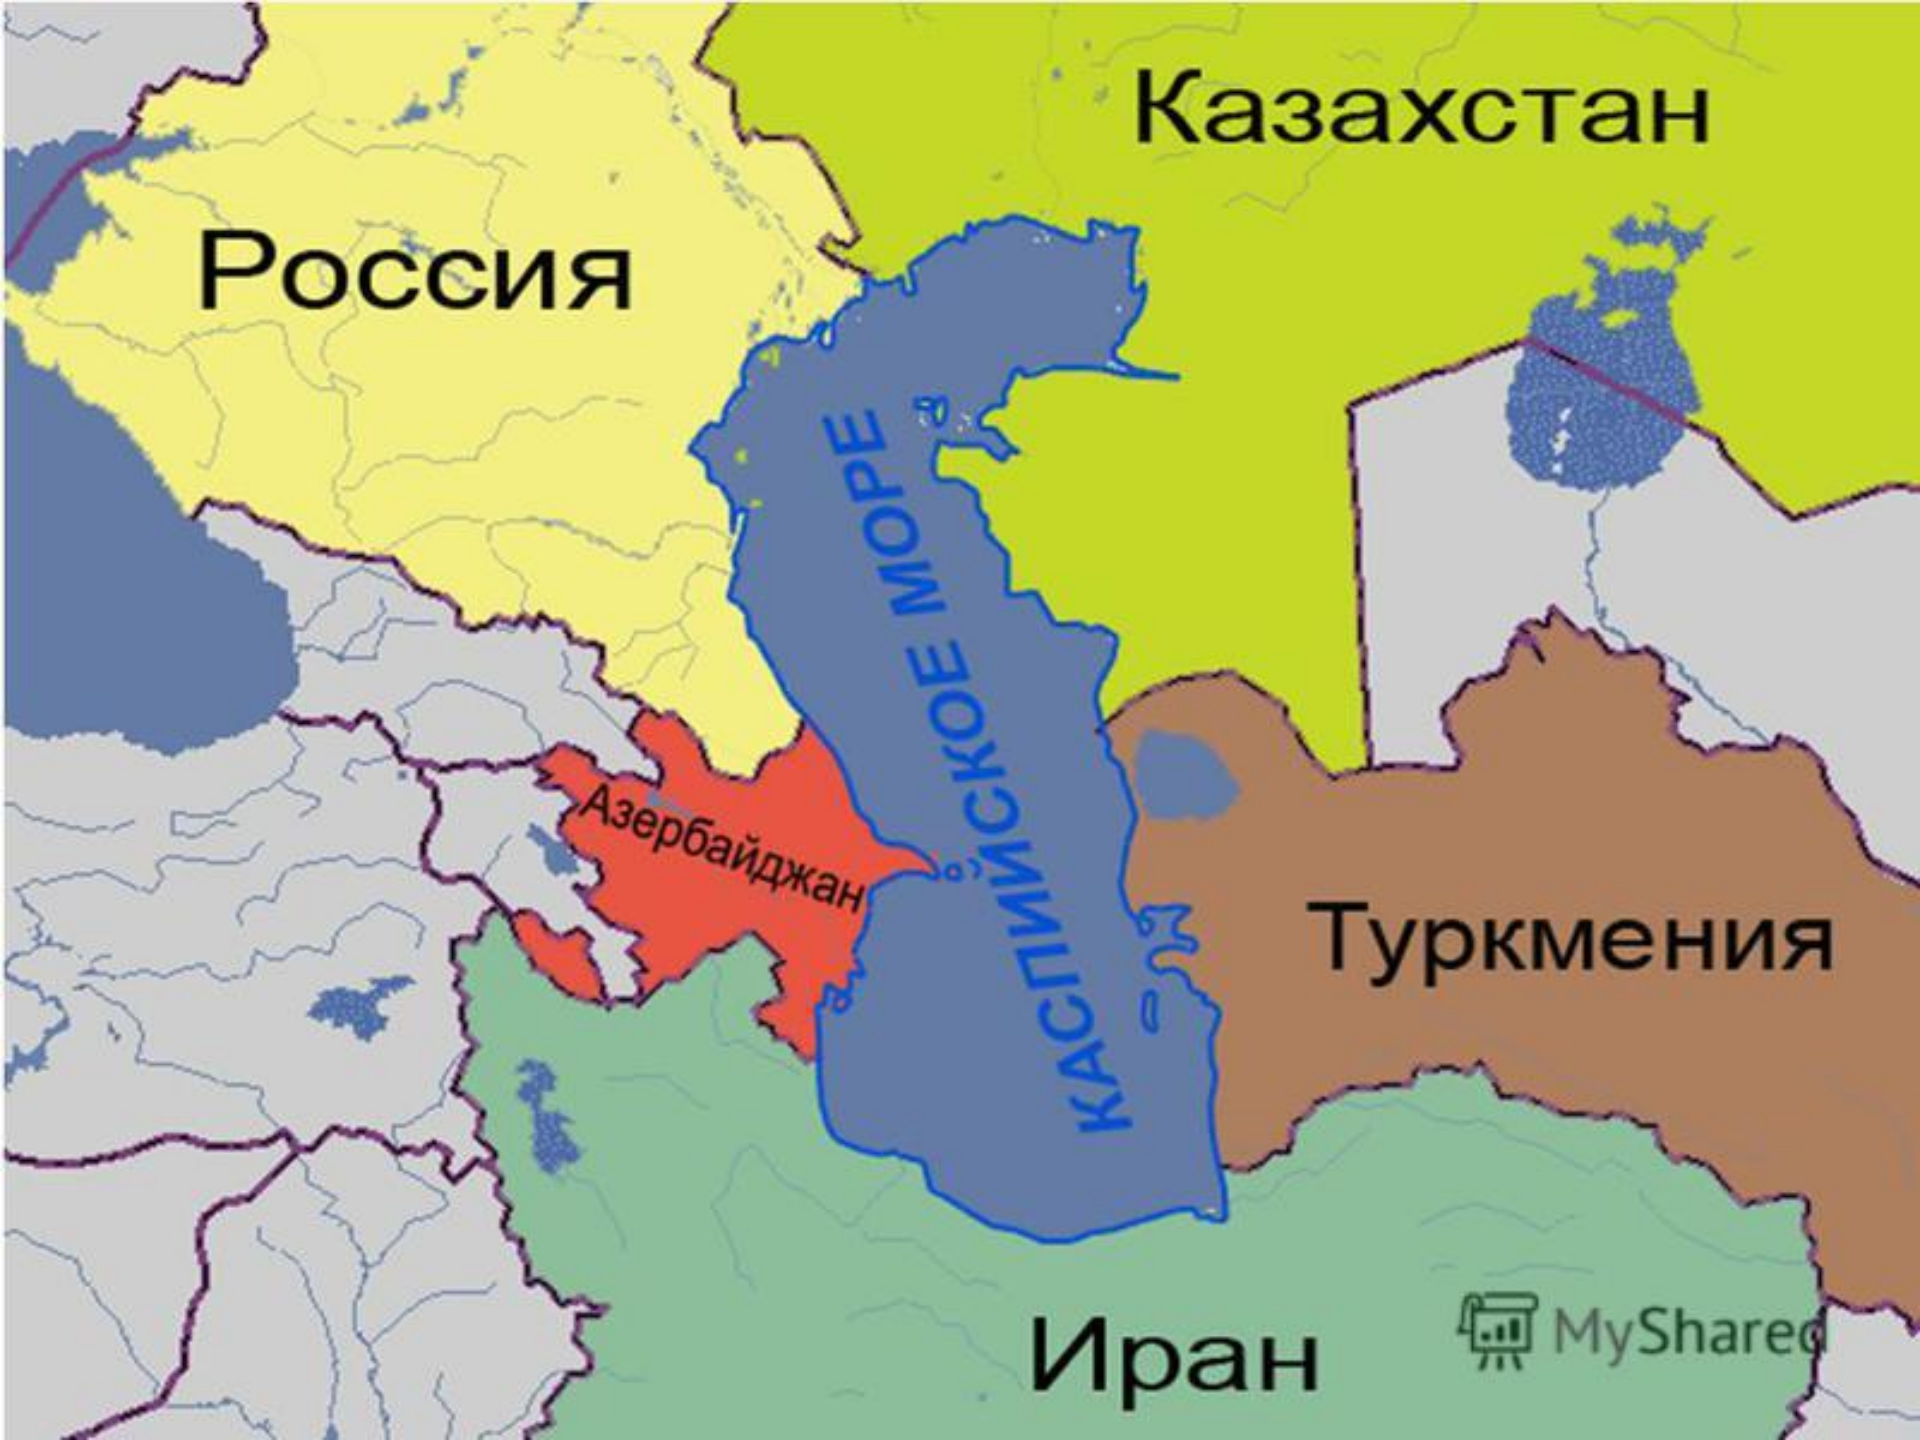 Казахстан
Россия
КАСПИЙСКОЕ МОРЕ
Азербайджан
Туркмения
Иран
MyShared